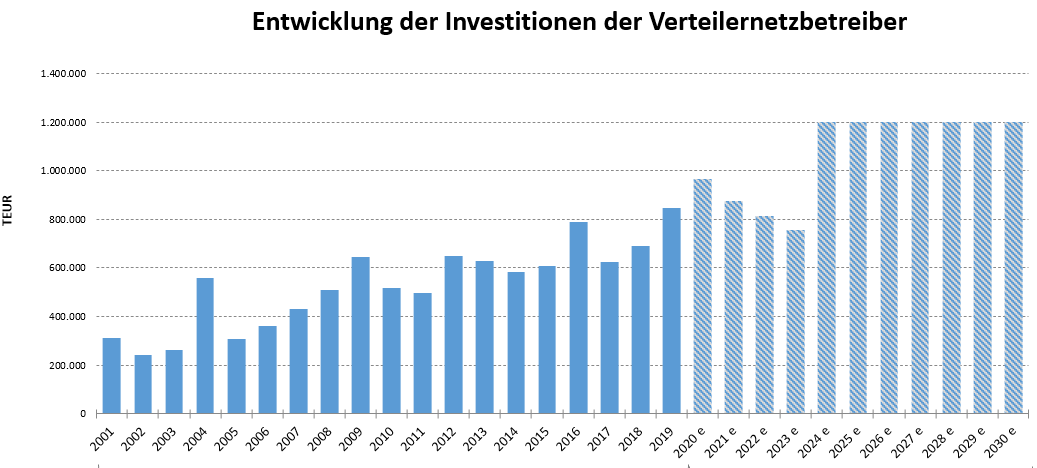 Entwicklung der Investitionen der Verteilernetzbetreiber
TEUR
1.400.000
1.200.000
1.000.000
800.000
600.000
400.000
200.000
0
2001
2002
2003
2004
2005
2006
2007
2008
2009
2010
2011
2012
2013
2014
2015
2016
2017
2018
2019
2020 e
2021 e
2022 e
2023 e
2024 e
2025 e
2026 e
2027 e
2028 e
2029 e
2030 e